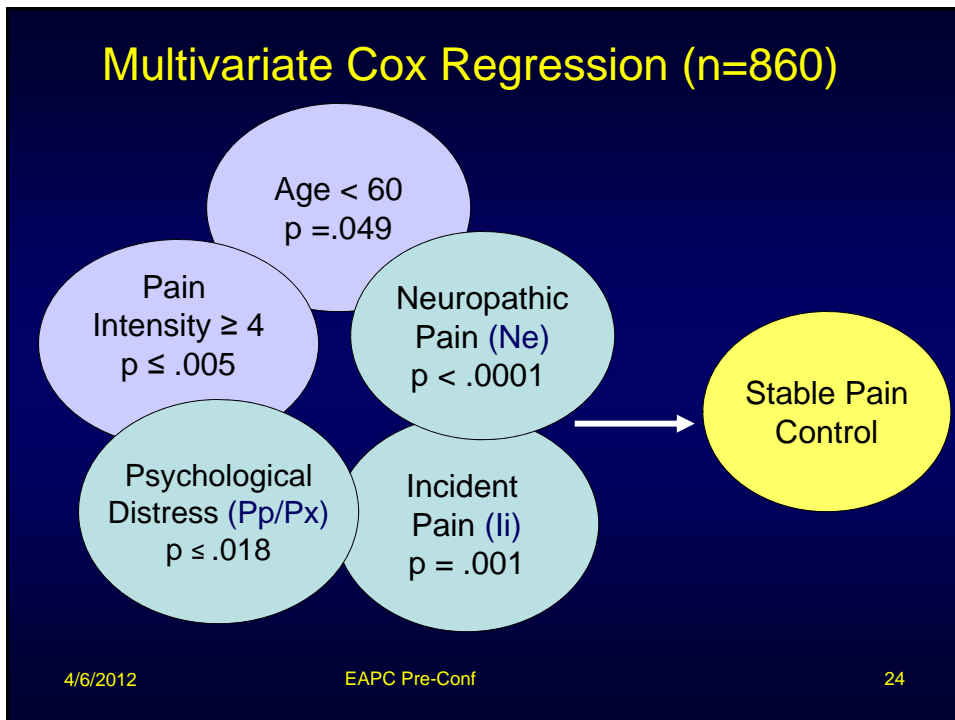 Multivariate Cox Regression (n=860)
Age < 60
p =.049
Pain
Intensity ≥ 4
p ≤ .005
Neuropathic
Pain (Ne)
p < .0001
Psychological
Distress (Pp/Px)
p ≤ .018
Incident
Pain (Ii)
p = .001
Stable Pain
Control
4/6/2012
EAPC Pre-Conf
24